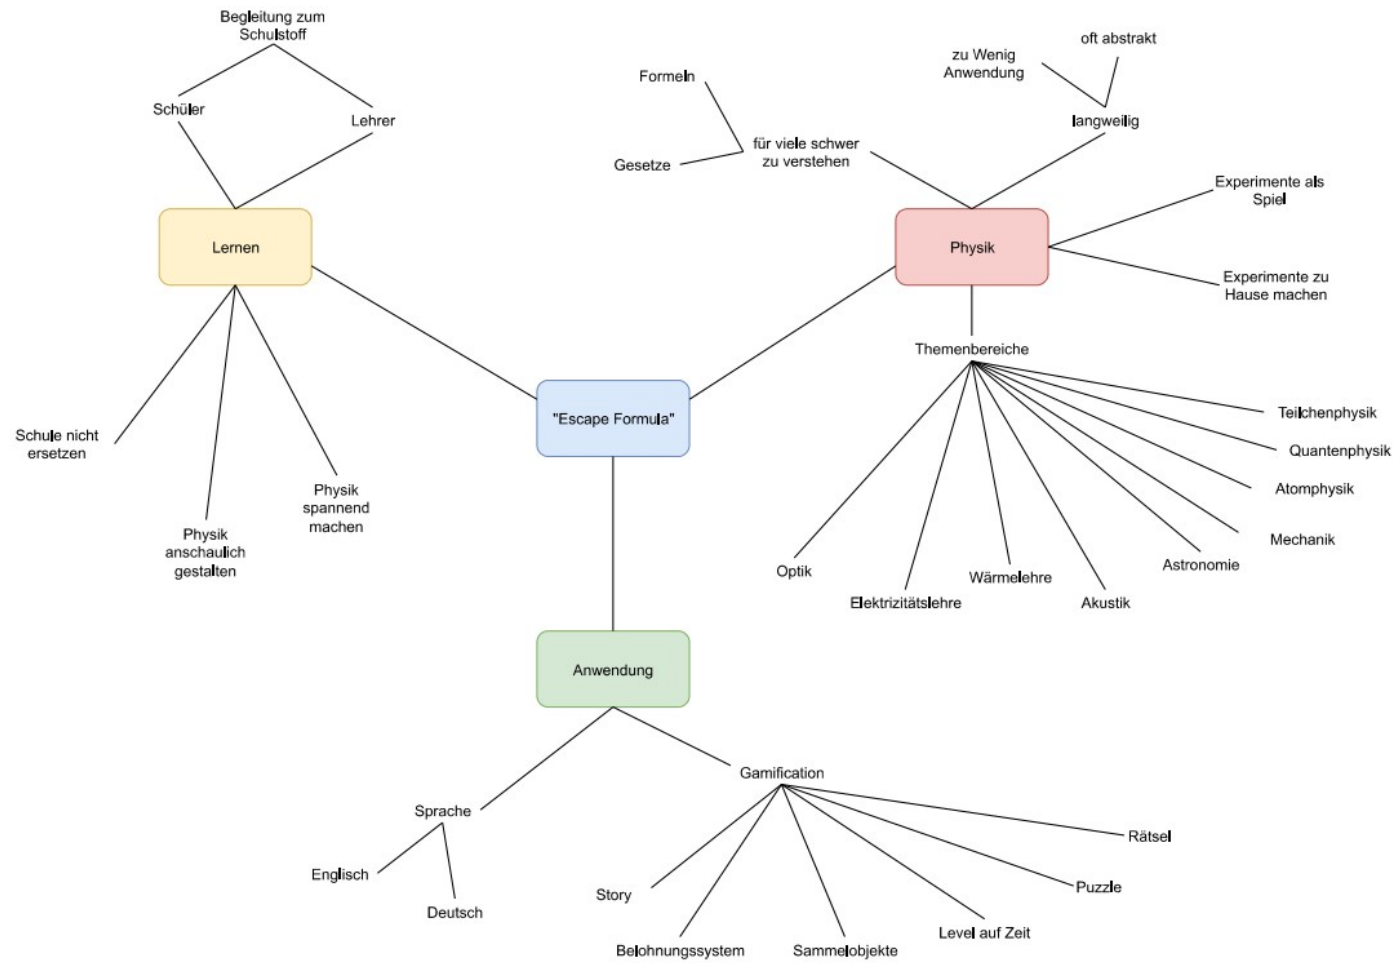 Begleitung zum
Schulstoff
Schüler
Lehrer
Lernen
Schule nicht
ersetzen
Physik
anschaulich
gestalten
Physik
spannend
machen
"Escape Formula"
Formeln
Gesetze
für viele schwer
zu verstehen
zu Wenig
Anwendung
oft abstrakt
langweilig
Physik
Experimente als
Spiel
Experimente zu
Hause machen
Themenbereiche
Teilchenphysik
Quantenphysik
Atomphysik
Mechanik
Astronomie
Akustik
Wärmelehre
Elektrizitätslehre
Optik
Anwendung
Sprache
Englisch
Deutsch
Gamification
Story
Belohnungssystem
Sammelobjekte
Level auf Zeit
Puzzle
Rätsel